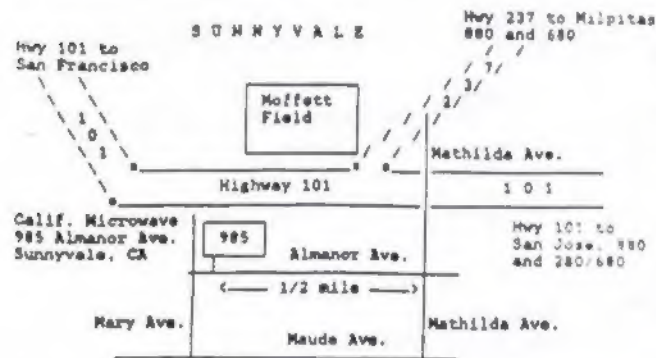 S U N N Y V A L E
Hwy 237 to Milpitas
880 and 680
Hwy 101 to
San Francisco
2/3/7/
Moffett
Field
1
0
1
Mathilda Ave.
Highway 101
1 0 1
Calif. Microwave
985 Almanor Ave.
Sunnyvale, CA
985
Almanor Ave.
Hwy 101 to
San Jose, 880
and 280/680
<—— 1/2 mile ——>
Mary Ave.
Mathilda Ave.
Maude Ave.